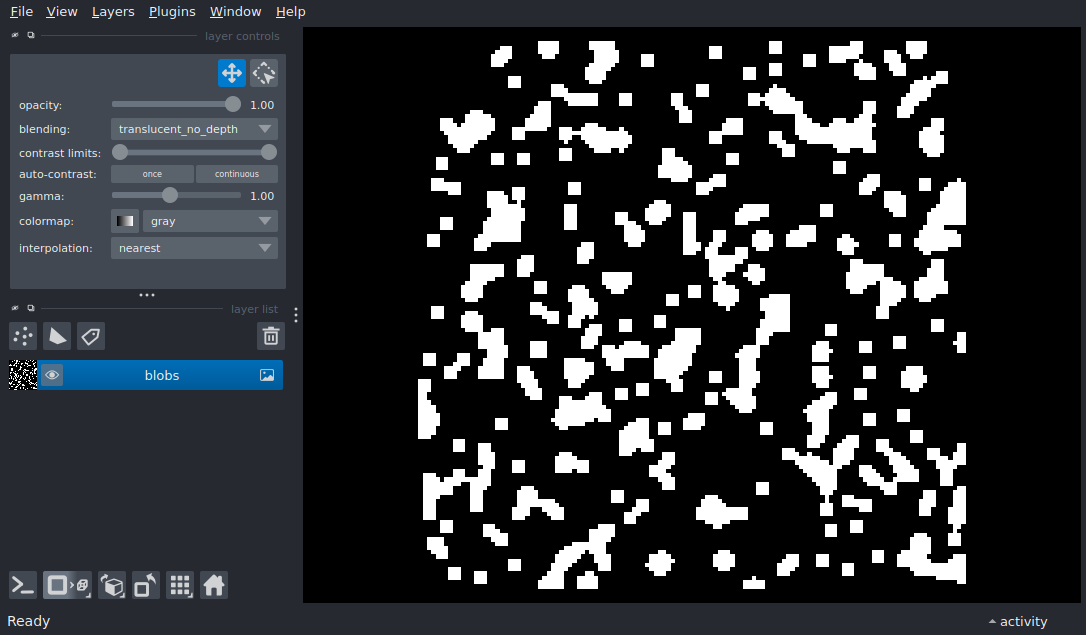 File View Layers Plugins Window Help
layer controls
opacity: 1.00
blending: translucent_no_depth
contrast limits:
auto-contrast: once continuous
gamma: 1.00
colormap: gray
interpolation: nearest
layer list
blobs
Ready activity